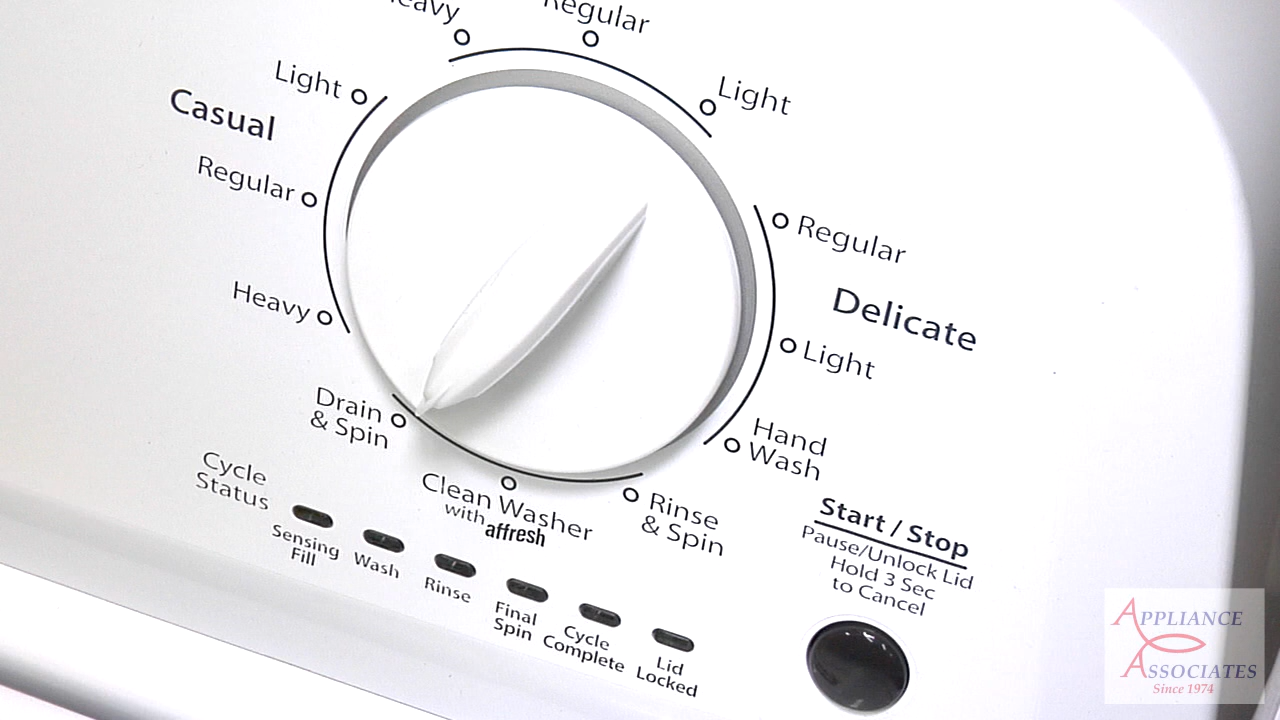 Heavy
Regular
Light
Light
Casual
Regular
Heavy
Regular
Delicate
Light
Hand
Wash
Drain
& Spin
Clean Washer
with affresh
Rinse
& Spin
Cycle
Status
Sensing
Fill
Wash
Rinse
Final
Spin
Cycle
Complete
Lid
Locked
Start / Stop
Pause/Unlock Lid
Hold 3 Sec
to Cancel
APPLIANCE
ASSOCIATES
Since 1974